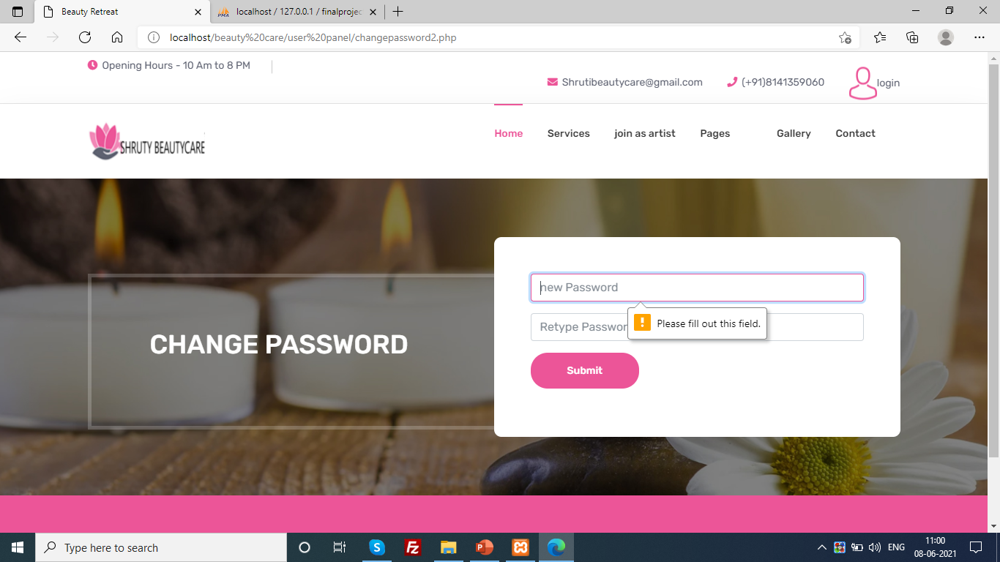 Beauty Retreat
localhost / 127.0.0.1 / finalprojec
localhost/beauty%20care/user%20panel/changepassword2.php
Opening Hours - 10 Am to 8 PM
Shrutibeautycare@gmail.com
(+91)8141359060
login
SHRUTY BEAUTYCARE
Home Services join as artist Pages Gallery Contact
CHANGE PASSWORD
new Password
Please fill out this field.
Retype Passwor
Submit
Type here to search
ENG
11:00
08-06-2021